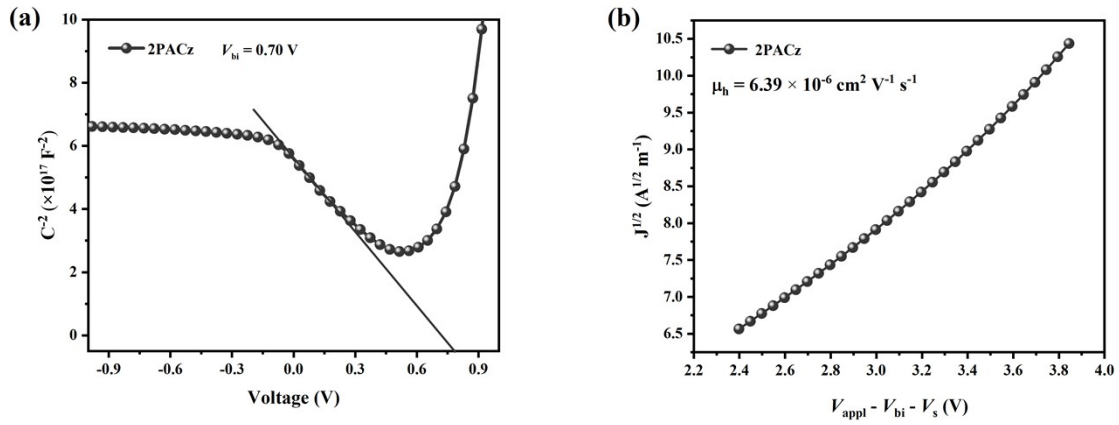 (a)
10
8
6
4
2
0
C⁻² (×10¹⁷ F⁻²)
2PACz V_bi = 0.70 V
-0.9 -0.6 -0.3 0.0 0.3 0.6 0.9
Voltage (V)
(b)
10.5
10.0
9.5
9.0
8.5
8.0
7.5
7.0
6.5
J^1/2 (A^1/2 m⁻¹)
2PACz
μ_h = 6.39 × 10⁻⁶ cm² V⁻¹ s⁻¹
2.2 2.4 2.6 2.8 3.0 3.2 3.4 3.6 3.8 4.0
V_appl - V_bi - V_s (V)